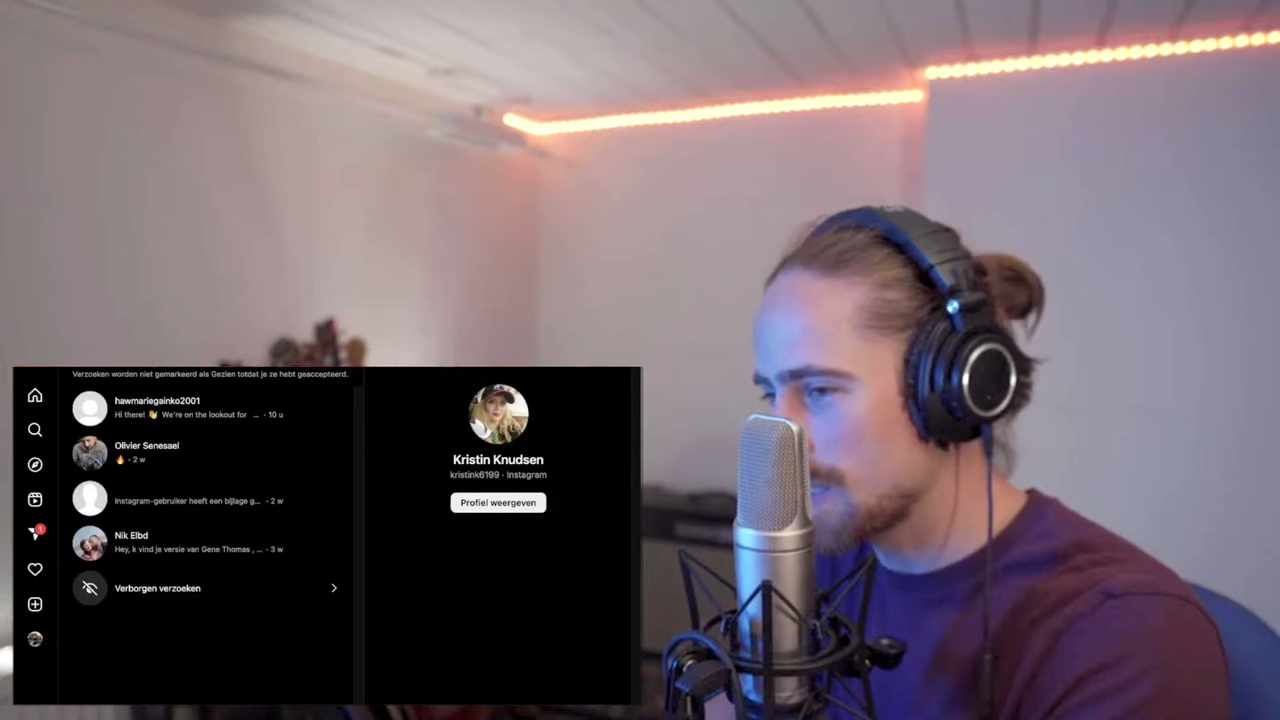 Verzoeken worden niet gemarkeerd als Gezien totdat je ze hebt geaccepteerd.
hawmariegainko2001
Hi there! 👋 We're on the lookout for ... · 10 u
Olivier Senesael
🔥 · 2 w
Instagram-gebruiker heeft een bijlage g... · 2 w
Nik Elbd
Hey, k vind je versie van Gene Thomas , ... · 3 w
Verborgen verzoeken
1
Kristin Knudsen
kristink6199 · Instagram
Profiel weergeven